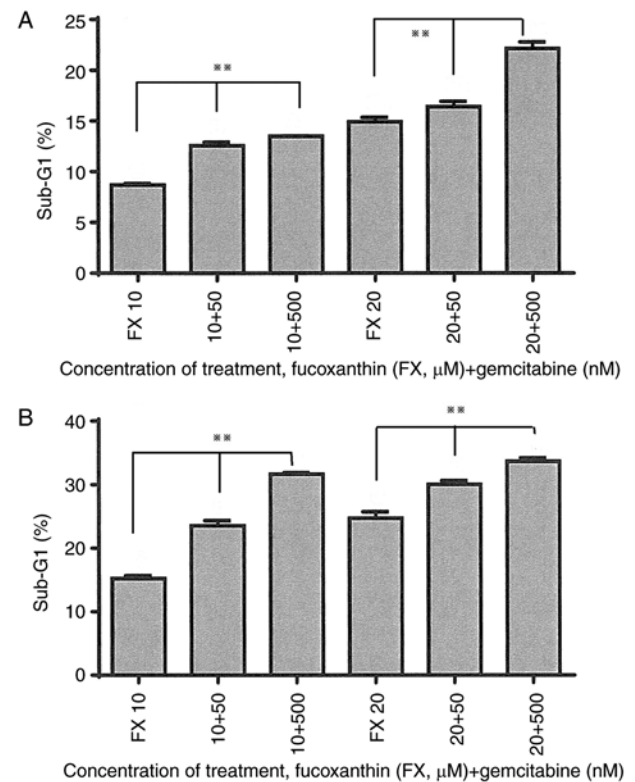 A
25
20
15
10
5
0
Sub-G1 (%)
**
**
FX 10
10+50
10+500
FX 20
20+50
20+500
Concentration of treatment, fucoxanthin (FX, μM)+gemcitabine (nM)
B
40
30
20
10
0
Sub-G1 (%)
**
**
FX 10
10+50
10+500
FX 20
20+50
20+500
Concentration of treatment, fucoxanthin (FX, μM)+gemcitabine (nM)